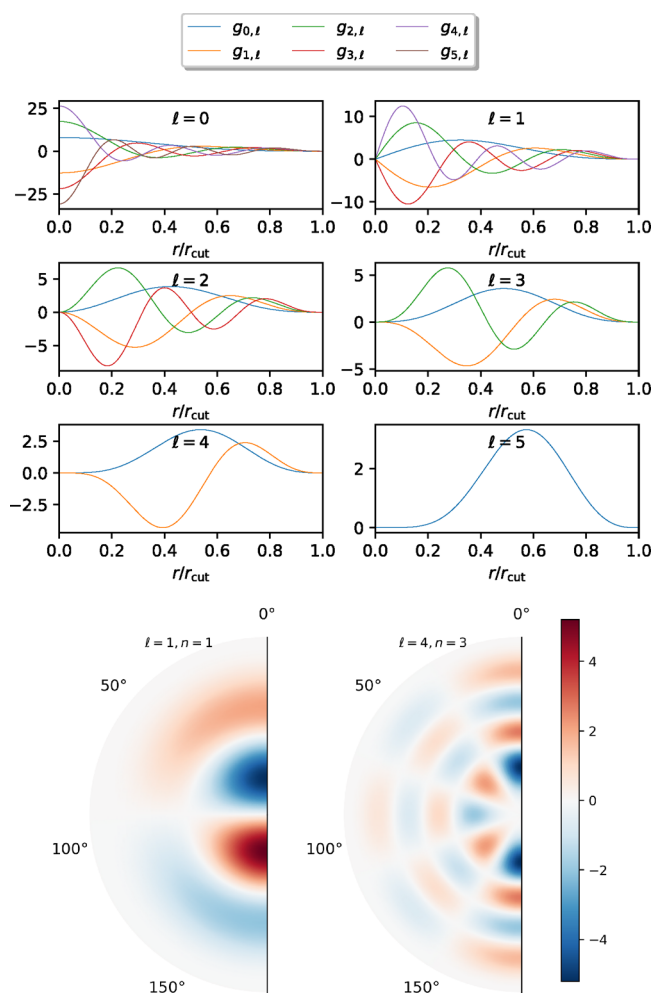 g0,ℓ g2,ℓ g4,ℓ
g1,ℓ g3,ℓ g5,ℓ
ℓ = 0
25
0
−25
0.0 0.2 0.4 0.6 0.8 1.0
r/rcut
ℓ = 1
10
0
−10
0.0 0.2 0.4 0.6 0.8 1.0
r/rcut
ℓ = 2
5
0
−5
0.0 0.2 0.4 0.6 0.8 1.0
r/rcut
ℓ = 3
5
0
−5
0.0 0.2 0.4 0.6 0.8 1.0
r/rcut
ℓ = 4
2.5
0.0
−2.5
0.0 0.2 0.4 0.6 0.8 1.0
r/rcut
ℓ = 5
2
0
0.0 0.2 0.4 0.6 0.8 1.0
r/rcut
0°
ℓ = 1, n = 1
50°
100°
150°
0°
ℓ = 4, n = 3
50°
100°
150°
4
2
0
−2
−4